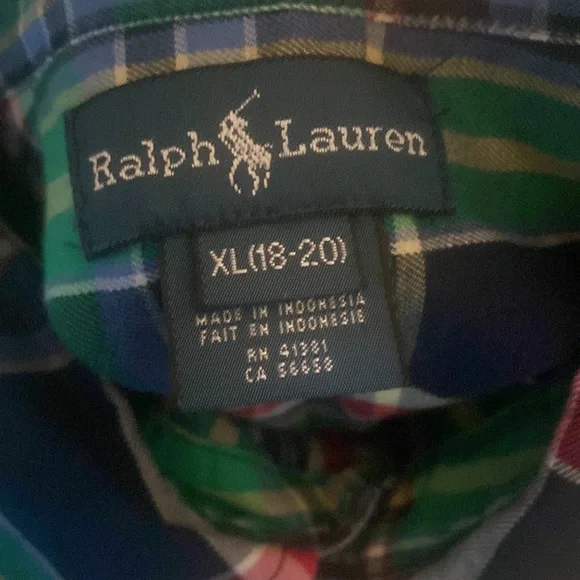 Ralph Lauren
XL(18-20)
MADE IN INDONESIA
FAIT EN INDONESIE
RN 41381
CA 56658